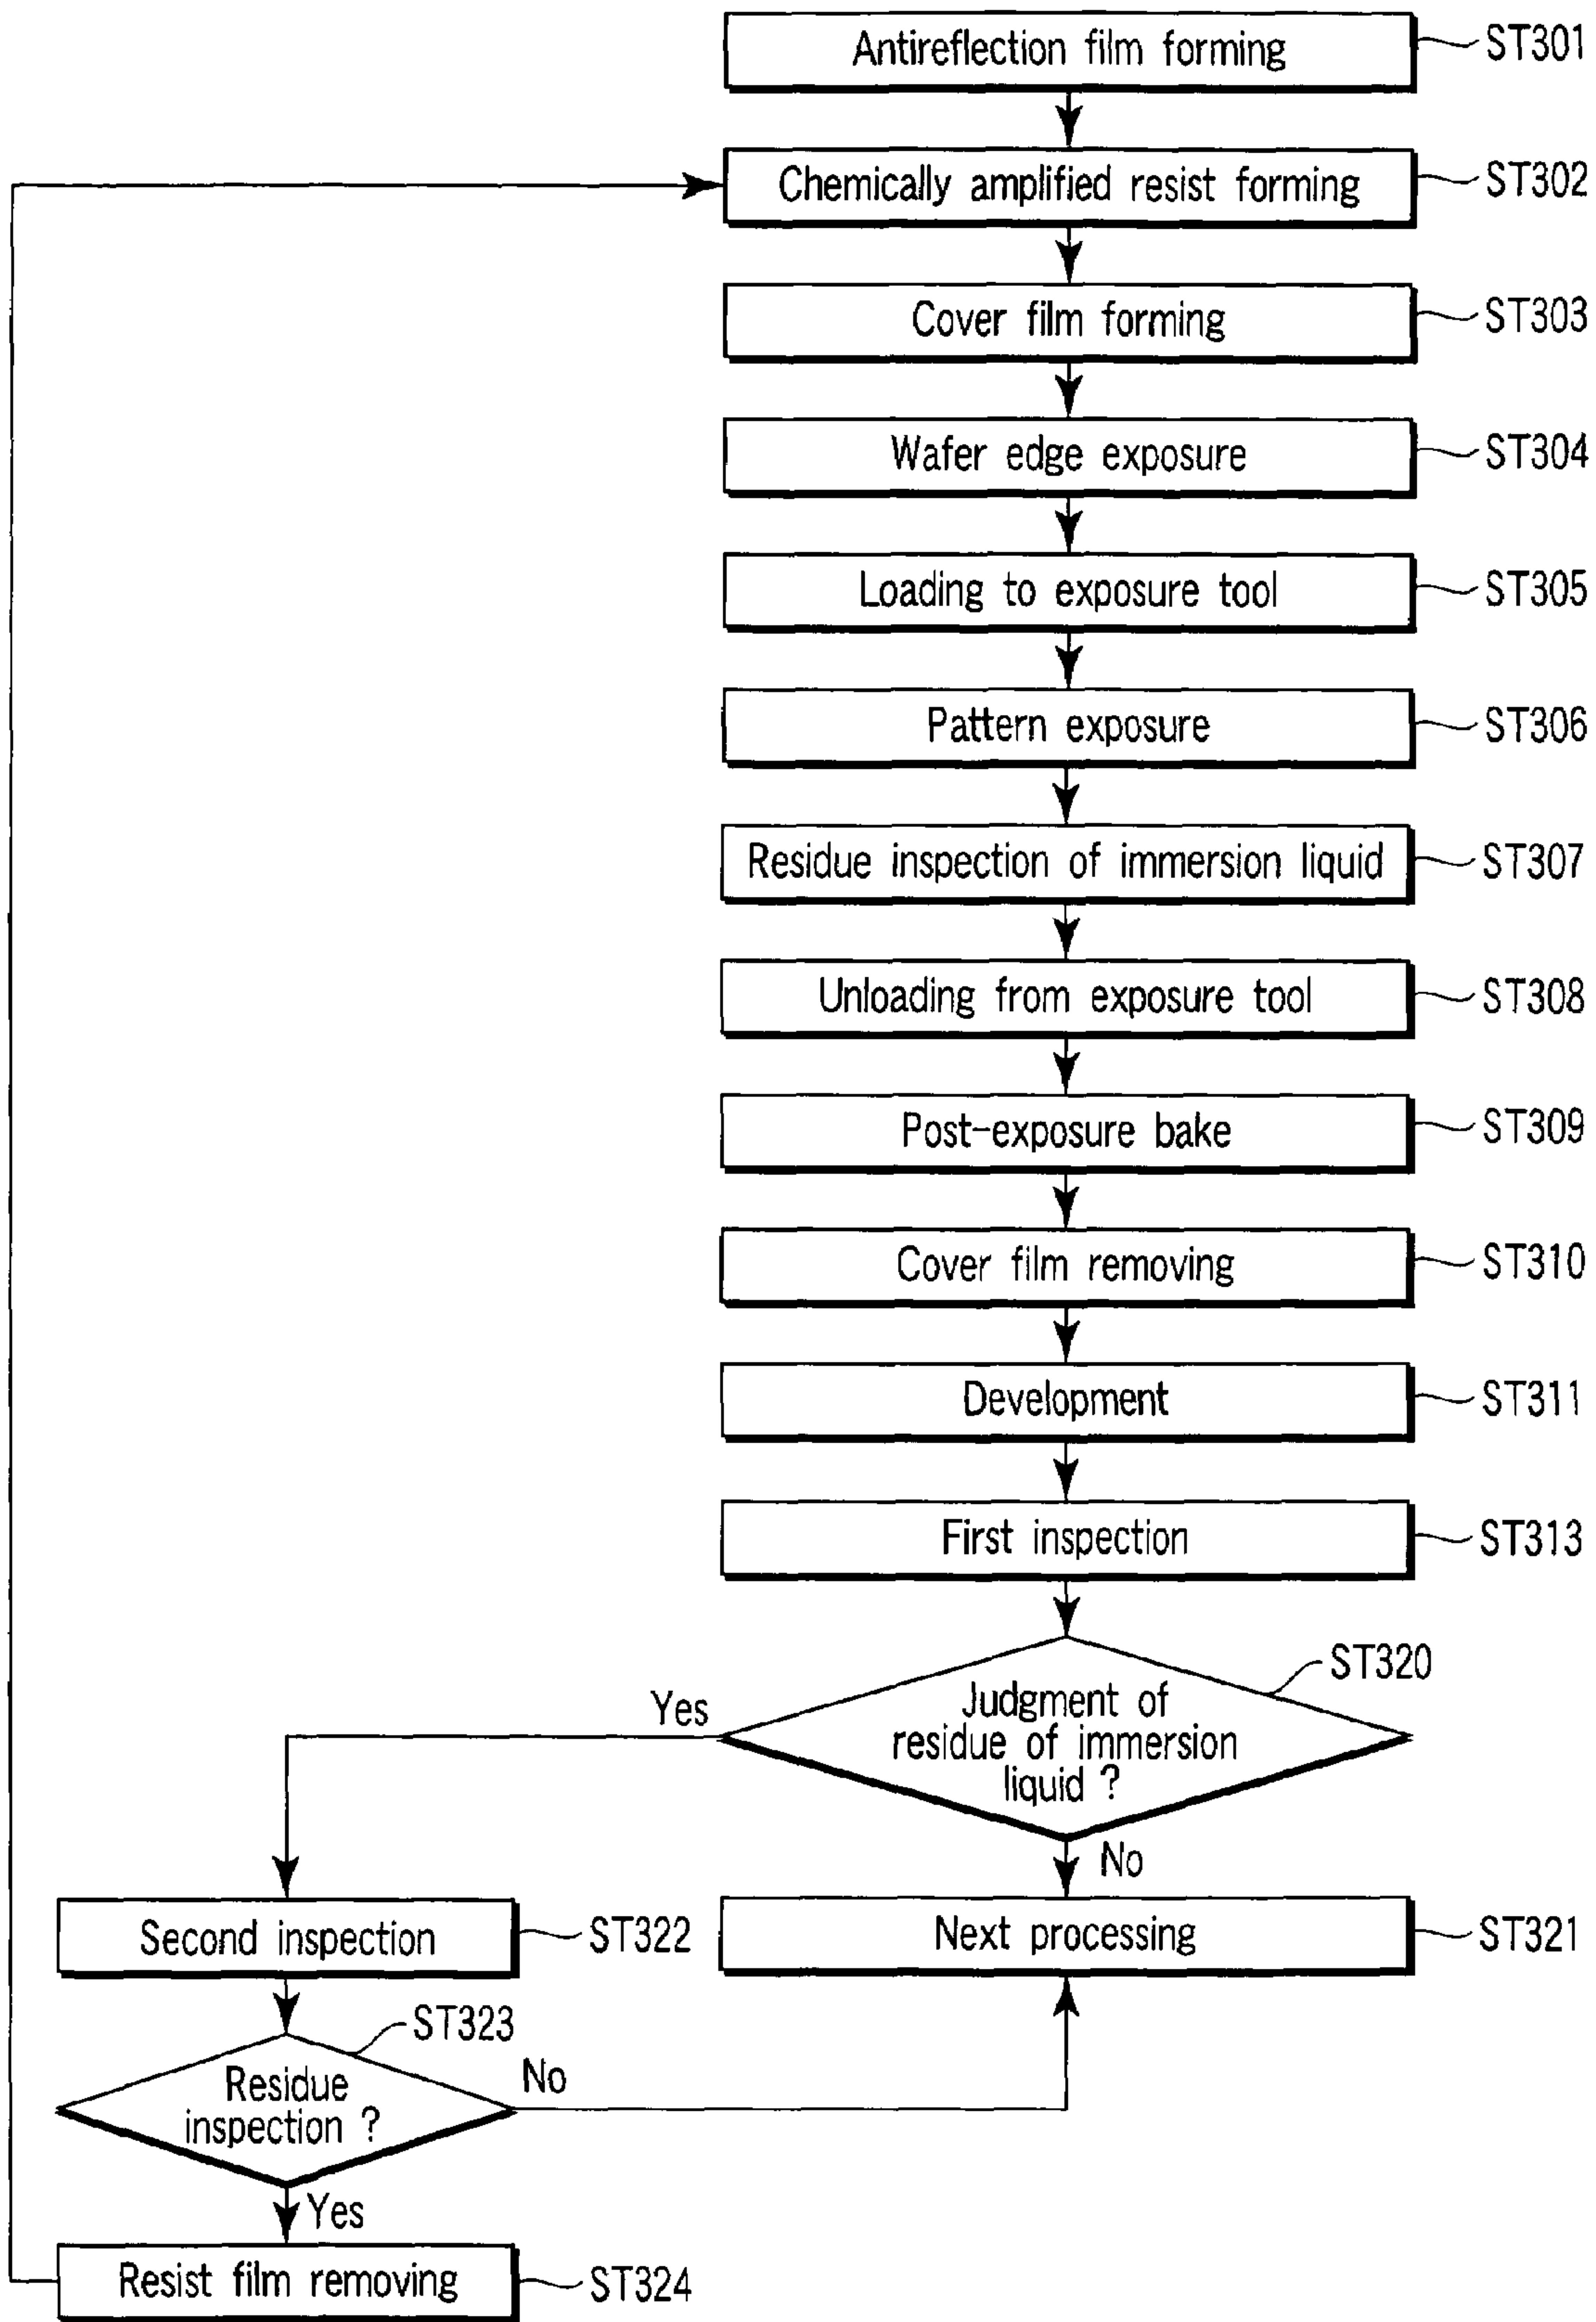 Antireflection film forming
ST301
Chemically amplified resist forming
ST302
Cover film forming
ST303
Wafer edge exposure
ST304
Loading to exposure tool
ST305
Pattern exposure
ST306
Residue inspection of immersion liquid
ST307
Unloading from exposure tool
ST308
Post-exposure bake
ST309
Cover film removing
ST310
Development
ST311
First inspection
ST313
ST320
Judgment of
residue of immersion
liquid ?
Yes
No
Second inspection
ST322
Next processing
ST321
ST323
Residue
inspection ?
No
Yes
Resist film removing
ST324